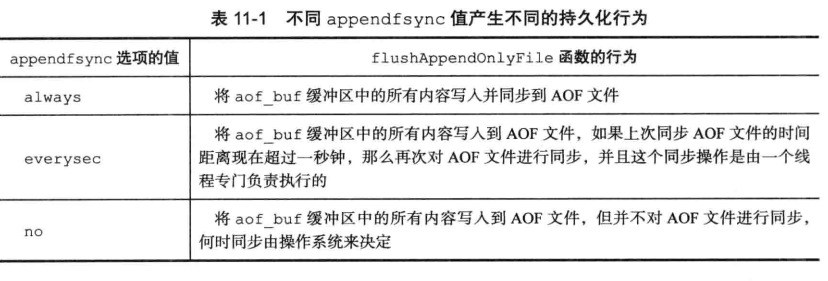 表 11-1 不同 appendfsync 值产生不同的持久化行为
appendfsync 选项的值
flushAppendOnlyFile 函数的行为
always
将 aof_buf 缓冲区中的所有内容写入并同步到 AOF 文件
everysec
将 aof_buf 缓冲区中的所有内容写入到 AOF 文件，如果上次同步 AOF 文件的时间
距离现在超过一秒钟，那么再次对 AOF 文件进行同步，并且这个同步操作是由一个线
程专门负责执行的
no
将 aof_buf 缓冲区中的所有内容写入到 AOF 文件，但并不对 AOF 文件进行同步，
何时同步由操作系统来决定